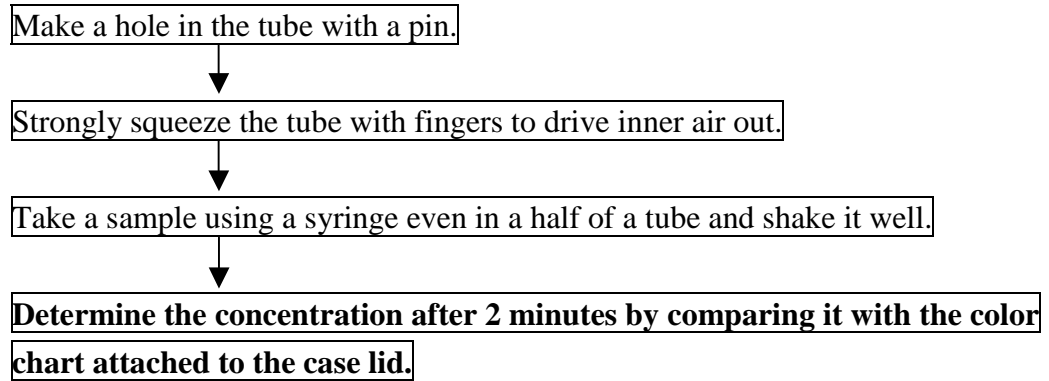 Make a hole in the tube with a pin.
Strongly squeeze the tube with fingers to drive inner air out.
Take a sample using a syringe even in a half of a tube and shake it well.
Determine the concentration after 2 minutes by comparing it with the color
chart attached to the case lid.